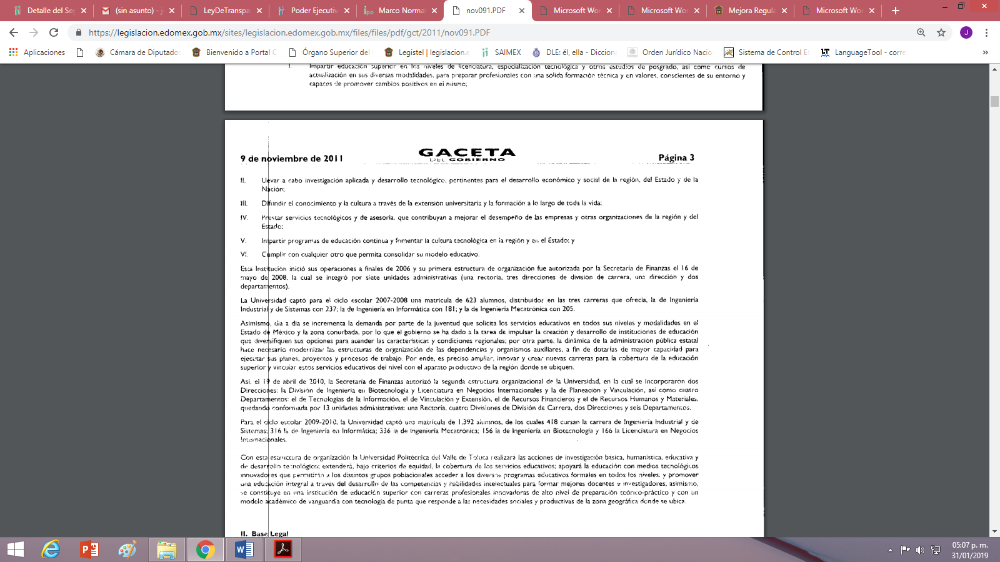 Detalle del Seg
(sin asunto) - j
LeyDeTranspa
Poder Ejecutiv
Marco Normat
nov091.PDF
Microsoft Wor
Microsoft Wor
Mejora Regula
Microsoft Wor
https://legislacion.edomex.gob.mx/sites/legislacion.edomex.gob.mx/files/files/pdf/gct/2011/nov091.PDF
J
Aplicaciones
Cámara de Diputados
Bienvenido a Portal C
Órgano Superior del
Legistel | legislacion.e
SAIMEX
DLE: él, ella - Diccion
Orden Jurídico Nacio
Sistema de Control Es
LanguageTool - corre
»
I. Impartir educación superior en los niveles de licenciatura, especialización tecnológica y otros estudios de posgrado, así como cursos de
actualización en sus diversas modalidades, para preparar profesionales con una sólida formación técnica y en valores, conscientes de su entorno y
capaces de promover cambios positivos en el mismo;
9 de noviembre de 2011
GACETA
DEL GOBIERNO
Página 3
II. Llevar a cabo investigación aplicada y desarrollo tecnológico, pertinentes para el desarrollo económico y social de la región, del Estado y de la
Nación;
III. Difundir el conocimiento y la cultura a través de la extensión universitaria y la formación a lo largo de toda la vida;
IV. Prestar servicios tecnológicos y de asesoría, que contribuyan a mejorar el desempeño de las empresas y otras organizaciones de la región y del
Estado;
V. Impartir programas de educación continua y fomentar la cultura tecnológica en la región y en el Estado; y
VI. Cumplir con cualquier otro que permita consolidar su modelo educativo.
Esta Institución inició sus operaciones a finales de 2006 y su primera estructura de organización fue autorizada por la Secretaría de Finanzas el 16 de
mayo de 2008, la cual se integró por siete unidades administrativas (una rectoría, tres direcciones de división de carrera, una dirección y dos
departamentos).
La Universidad captó para el ciclo escolar 2007-2008 una matrícula de 623 alumnos, distribuidos en las tres carreras que ofrecía, la de Ingeniería
Industrial y de Sistemas con 237; la de Ingeniería en Informática con 181; y la de Ingeniería Mecatrónica con 205.
Asimismo, día a día se incrementa la demanda por parte de la juventud que solicita los servicios educativos en todos sus niveles y modalidades en el
Estado de México y la zona conurbada, por lo que el gobierno se ha dado a la tarea de impulsar la creación y desarrollo de instituciones de educación
que diversifiquen sus opciones para atender las características y condiciones regionales; por otra parte, la dinámica de la administración pública estatal
hace necesario modernizar las estructuras de organización de las dependencias y organismos auxiliares, a fin de dotarlas de mayor capacidad para
ejecutar sus planes, proyectos y procesos de trabajo. Por ende, es preciso ampliar, innovar y crear nuevas carreras para la cobertura de la educación
superior y vincular estos servicios educativos del nivel con el aparato productivo de la región donde se ubiquen.
Así, el 19 de abril de 2010, la Secretaría de Finanzas autorizó la segunda estructura organizacional de la Universidad, en la cual se incorporaron dos
Direcciones: la División de Ingeniería en Biotecnología y Licenciatura en Negocios Internacionales y la de Planeación y Vinculación, así como cuatro
Departamentos: el de Tecnologías de la Información, el de Vinculación y Extensión, el de Recursos Financieros y el de Recursos Humanos y Materiales,
quedando conformada por 13 unidades administrativas: una Rectoría, cuatro Divisiones de División de Carrera, dos Direcciones y seis Departamentos.
Para el ciclo escolar 2009-2010, la Universidad captó una matrícula de 1,392 alumnos, de los cuales 418 cursan la carrera de Ingeniería Industrial y de
Sistemas; 316 la de Ingeniería en Informática; 336 la de Ingeniería Mecatrónica; 156 la de Ingeniería en Biotecnología y 166 la Licenciatura en Negocios
Internacionales.
Con esta estructura de organización la Universidad Politécnica del Valle de Toluca realizará las acciones de investigación básica, humanística, educativa y
de desarrollo tecnológico; extenderá, bajo criterios de equidad, la cobertura de los servicios educativos; apoyará la educación con medios tecnológicos
innovadores que permitirán a los distintos grupos poblacionales acceder a los diversos programas educativos formales en todos los niveles, y promover
una educación integral a través del desarrollo de las competencias y habilidades intelectuales para formar mejores docentes e investigadores; asimismo,
se constituye en una institución de educación superior con carreras profesionales innovadoras de alto nivel de preparación teórico-práctico y con un
modelo académico de vanguardia con tecnología de punta que responde a las necesidades sociales y productivas de la zona geográfica donde se ubica.
II. Base Legal
05:07 p. m.
31/01/2019